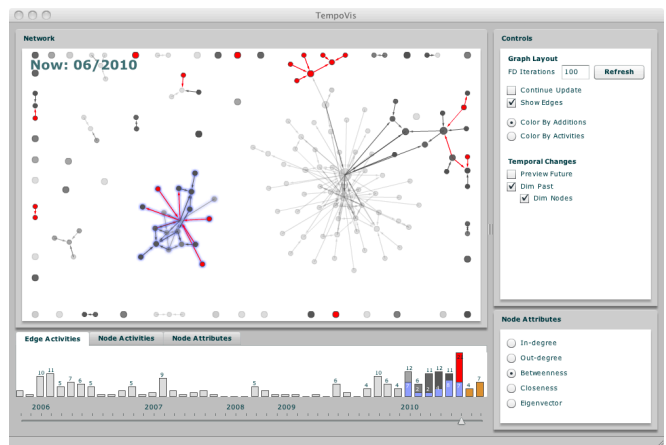 TempoVis
Network
Now: 06/2010
Controls
Graph Layout
FD Iterations 100 Refresh
Continue Update
Show Edges
Color By Additions
Color By Activities
Temporal Changes
Preview Future
Dim Past
Dim Nodes
Node Attributes
In-degree
Out-degree
Betweenness
Closeness
Eigenvector
Edge Activities Node Activities Node Attributes
10 11 5 7 6 5 9 5 6 4 10 4 12 11 12 11 4 7
2006 2007 2008 2009 2010